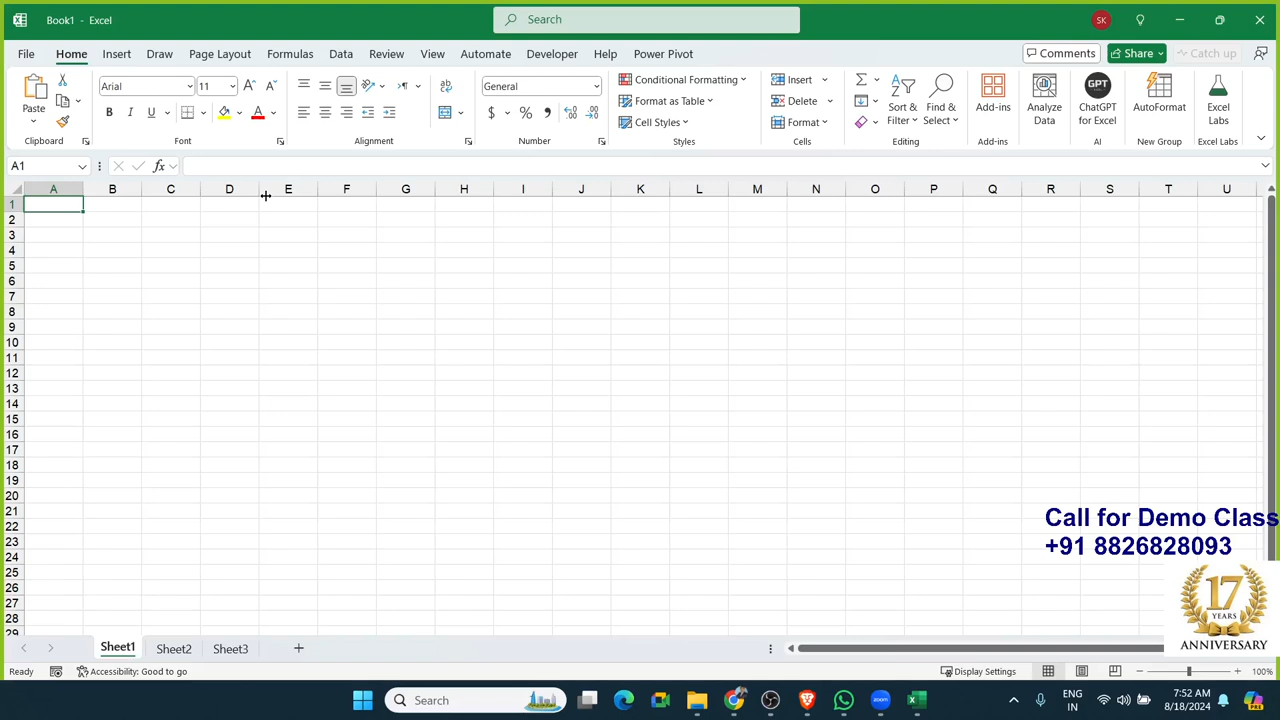 Book1 - Excel
Search
SK
File Home Insert Draw Page Layout Formulas Data Review View Automate Developer Help Power Pivot
Comments Share Catch up
Paste
Arial 11
General
Conditional Formatting
Format as Table
Cell Styles
Insert
Delete
Format
Sort &
Filter
Find &
Select
Add-ins
Analyze
Data
GPT
ChatGPT
for Excel
AutoFormat
Excel
Labs
Clipboard Font Alignment Number Styles Cells Editing Add-ins AI New Group Excel Labs
A1 fx
A B C D E F G H I J K L M N O P Q R S T U
1
2
3
4
5
6
7
8
9
10
11
12
13
14
15
16
17
18
19
20
21
22
23
24
25
26
27
28
29
Call for Demo Class
+91 8826828093
17
YEARS
ANNIVERSARY
Sheet1 Sheet2 Sheet3
Ready Accessibility: Good to go Display Settings 100%
Search
ENG
IN
7:52 AM
8/18/2024